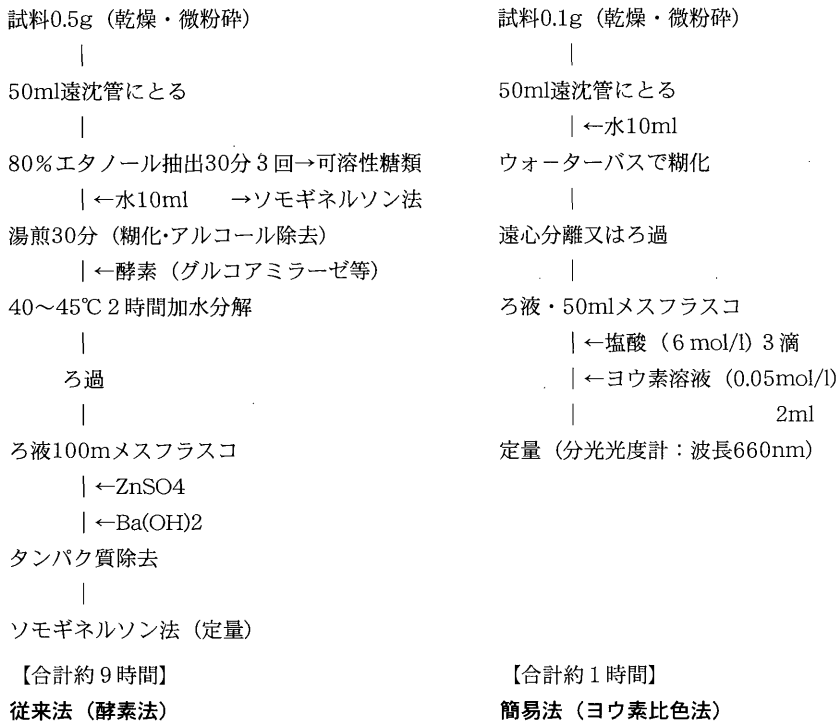 試料0.5g（乾燥・微粉砕）
|
50ml遠沈管にとる
|
80％エタノール抽出30分３回→可溶性糖類
|←水10ml　→ソモギネルソン法
湯煎30分（糊化・アルコール除去）
|←酵素（グルコアミラーゼ等）
40～45℃２時間加水分解
|
ろ過
|
ろ液100mメスフラスコ
|←ZnSO4
|←Ba(OH)2
タンパク質除去
|
ソモギネルソン法（定量）
【合計約９時間】
従来法（酵素法）
試料0.1g（乾燥・微粉砕）
|
50ml遠沈管にとる
|←水10ml
ウォーターバスで糊化
|
遠心分離又はろ過
|
ろ液・50mlメスフラスコ
|←塩酸（6 mol/l）３滴
|←ヨウ素溶液（0.05mol/l）
|　2ml
定量（分光光度計：波長660nm）
【合計約１時間】
簡易法（ヨウ素比色法）